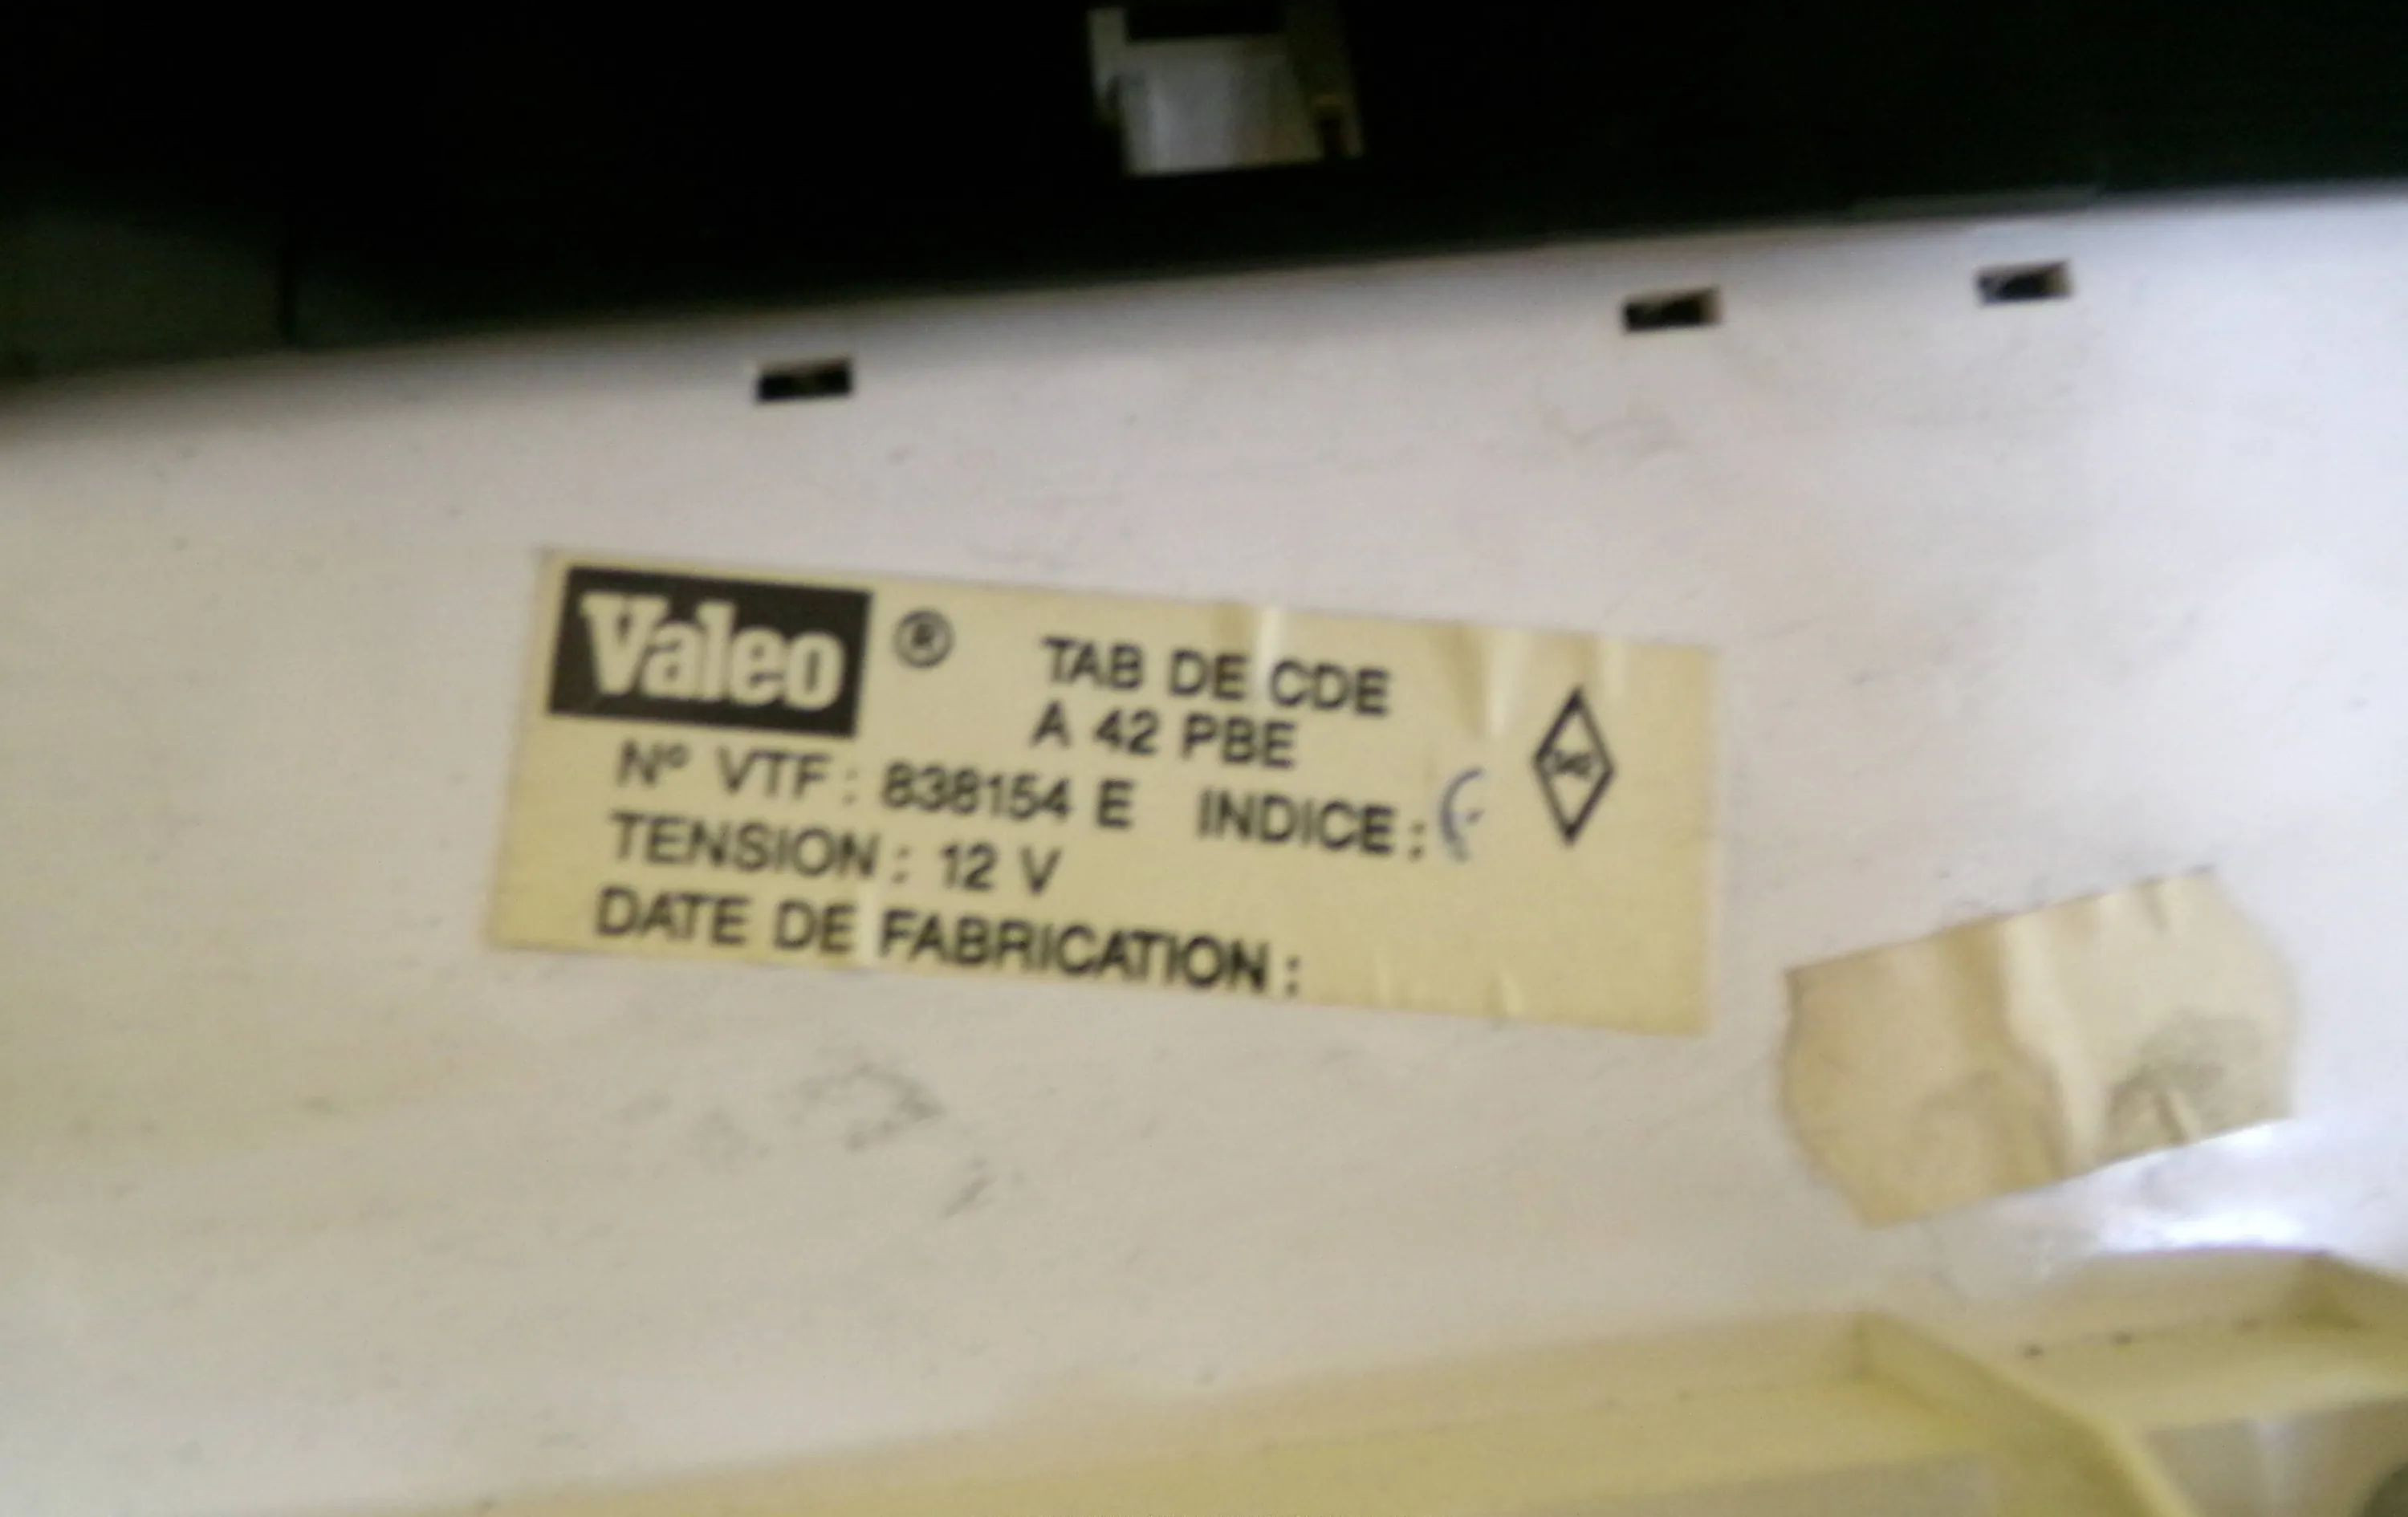 Valeo ® TAB DE CDE
A 42 PBE
N° VTF : 838154 E INDICE :
TENSION : 12 V
DATE DE FABRICATION :